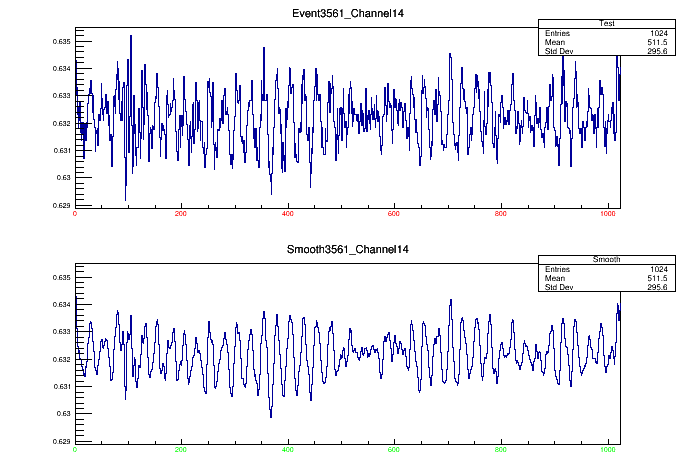 Event3561_Channel14
Test
Entries 1024
Mean 511.5
Std Dev 295.6
0.635
0.634
0.633
0.632
0.631
0.63
0.629
0 200 400 600 800 1000
Smooth3561_Channel14
Smooth
Entries 1024
Mean 511.5
Std Dev 295.6
0.635
0.634
0.633
0.632
0.631
0.63
0.629
0 200 400 600 800 1000